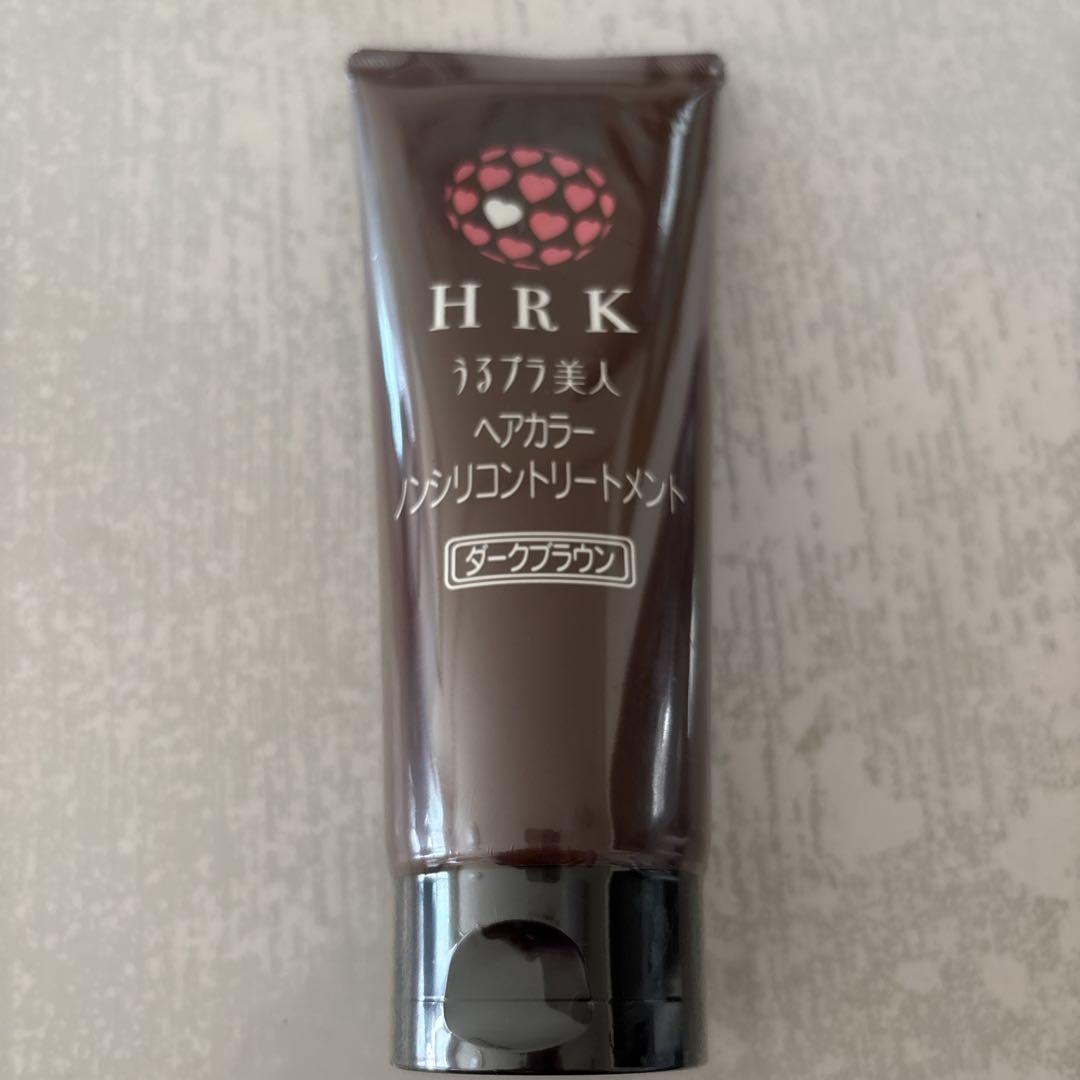 HRK
うるプラ美人
ヘアカラー
ノンシリコントリートメント
ダークブラウン